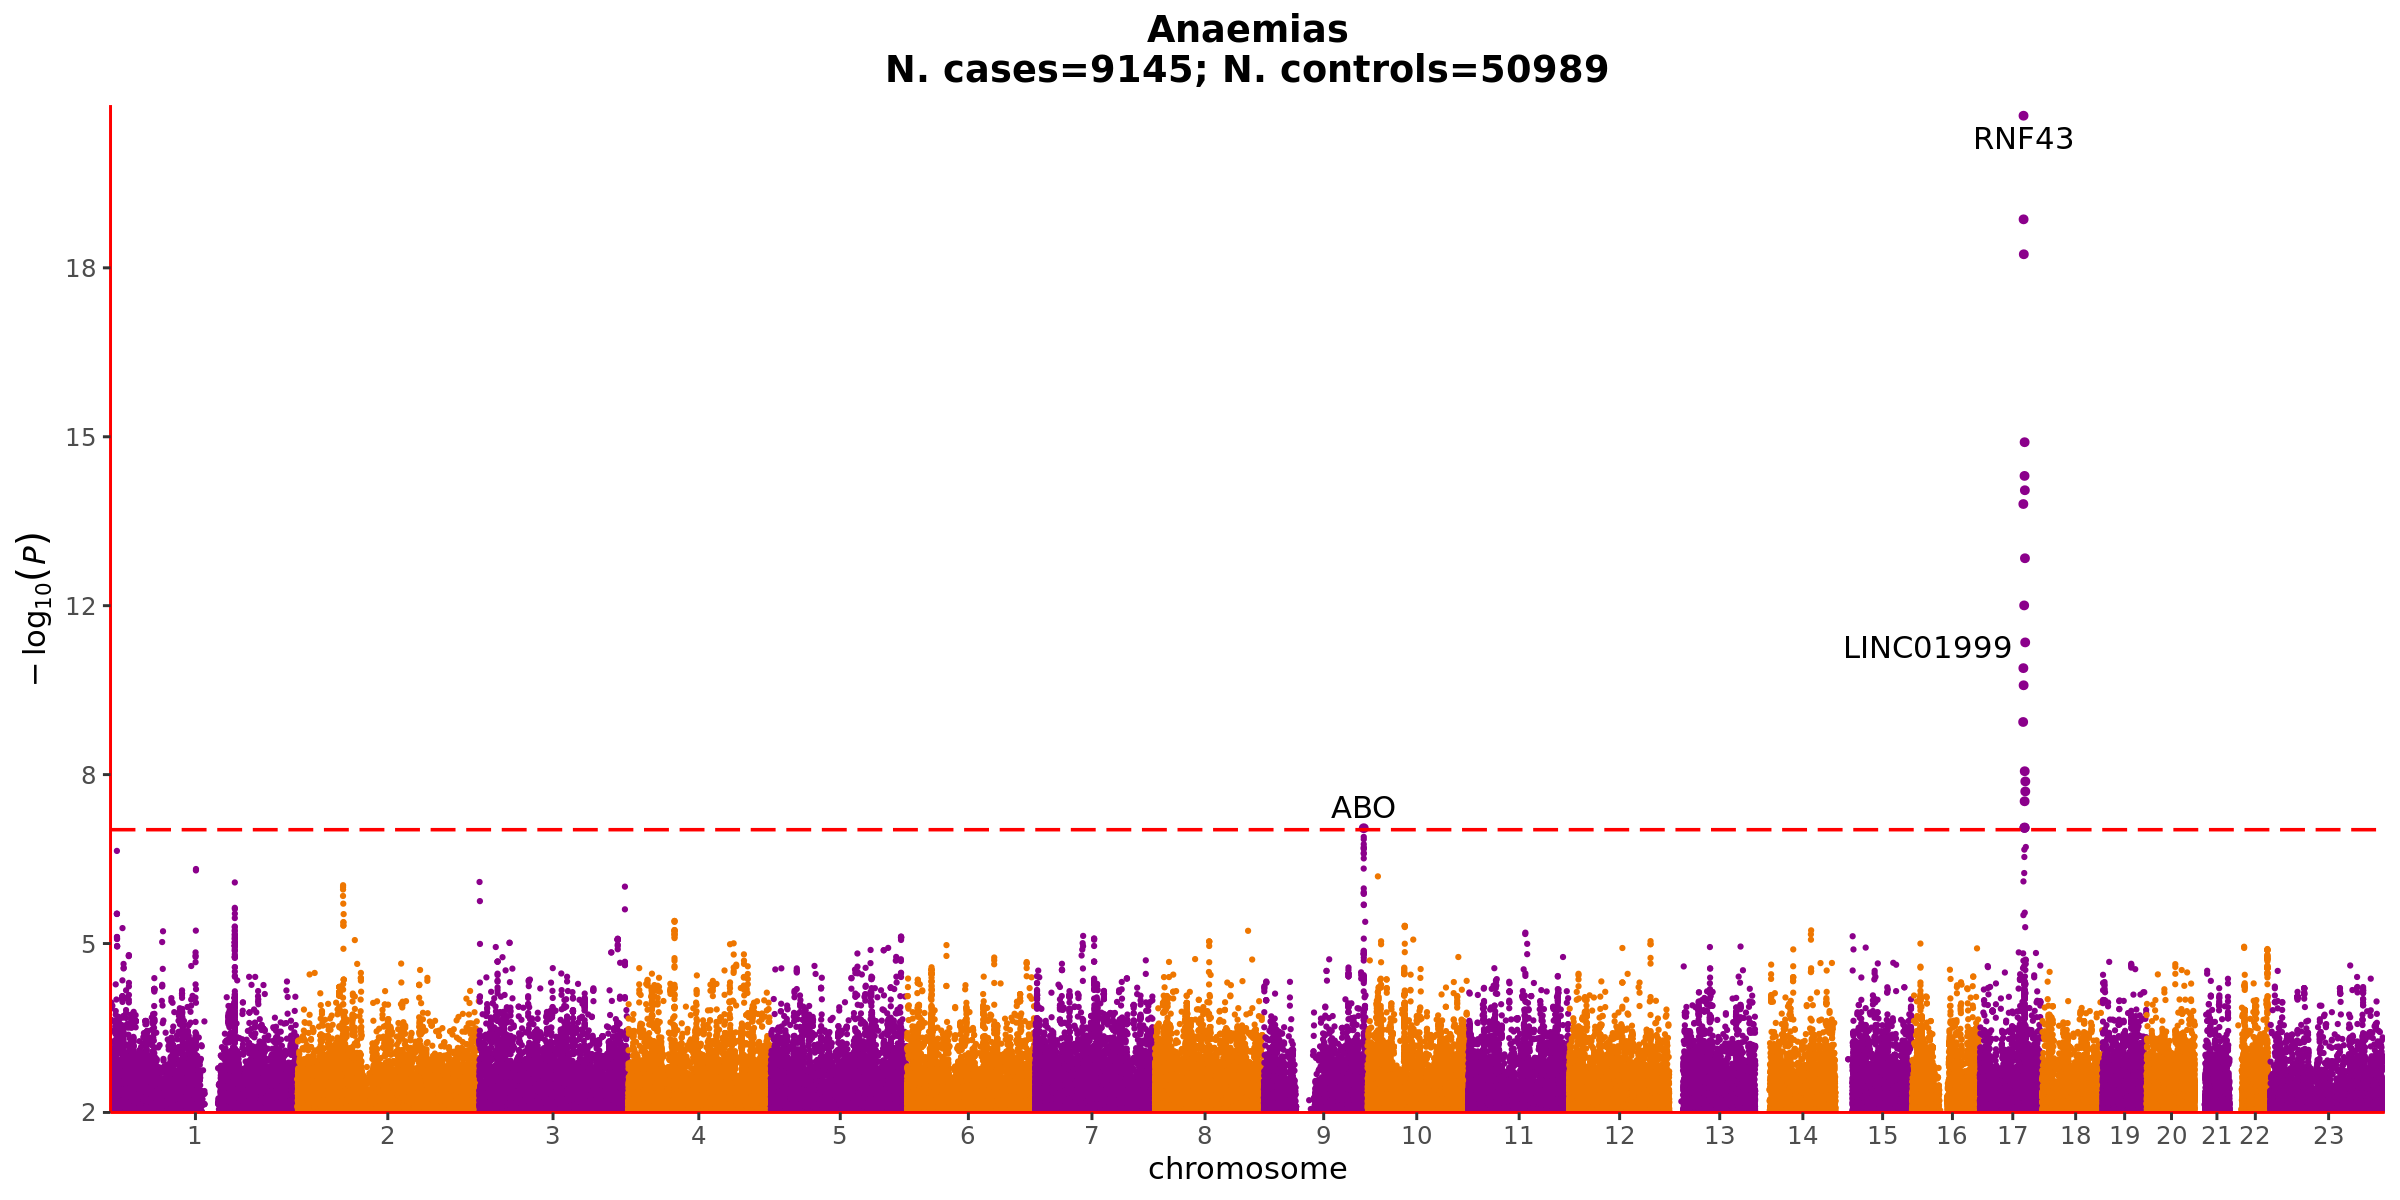 Anaemias
N. cases=9145; N. controls=50989
RNF43
18
15
−log10(P)
12
LINC01999
8
ABO
5
2
1 2 3 4 5 6 7 8 9 10 11 12 13 14 15 16 17 18 19 20 21 22 23
chromosome